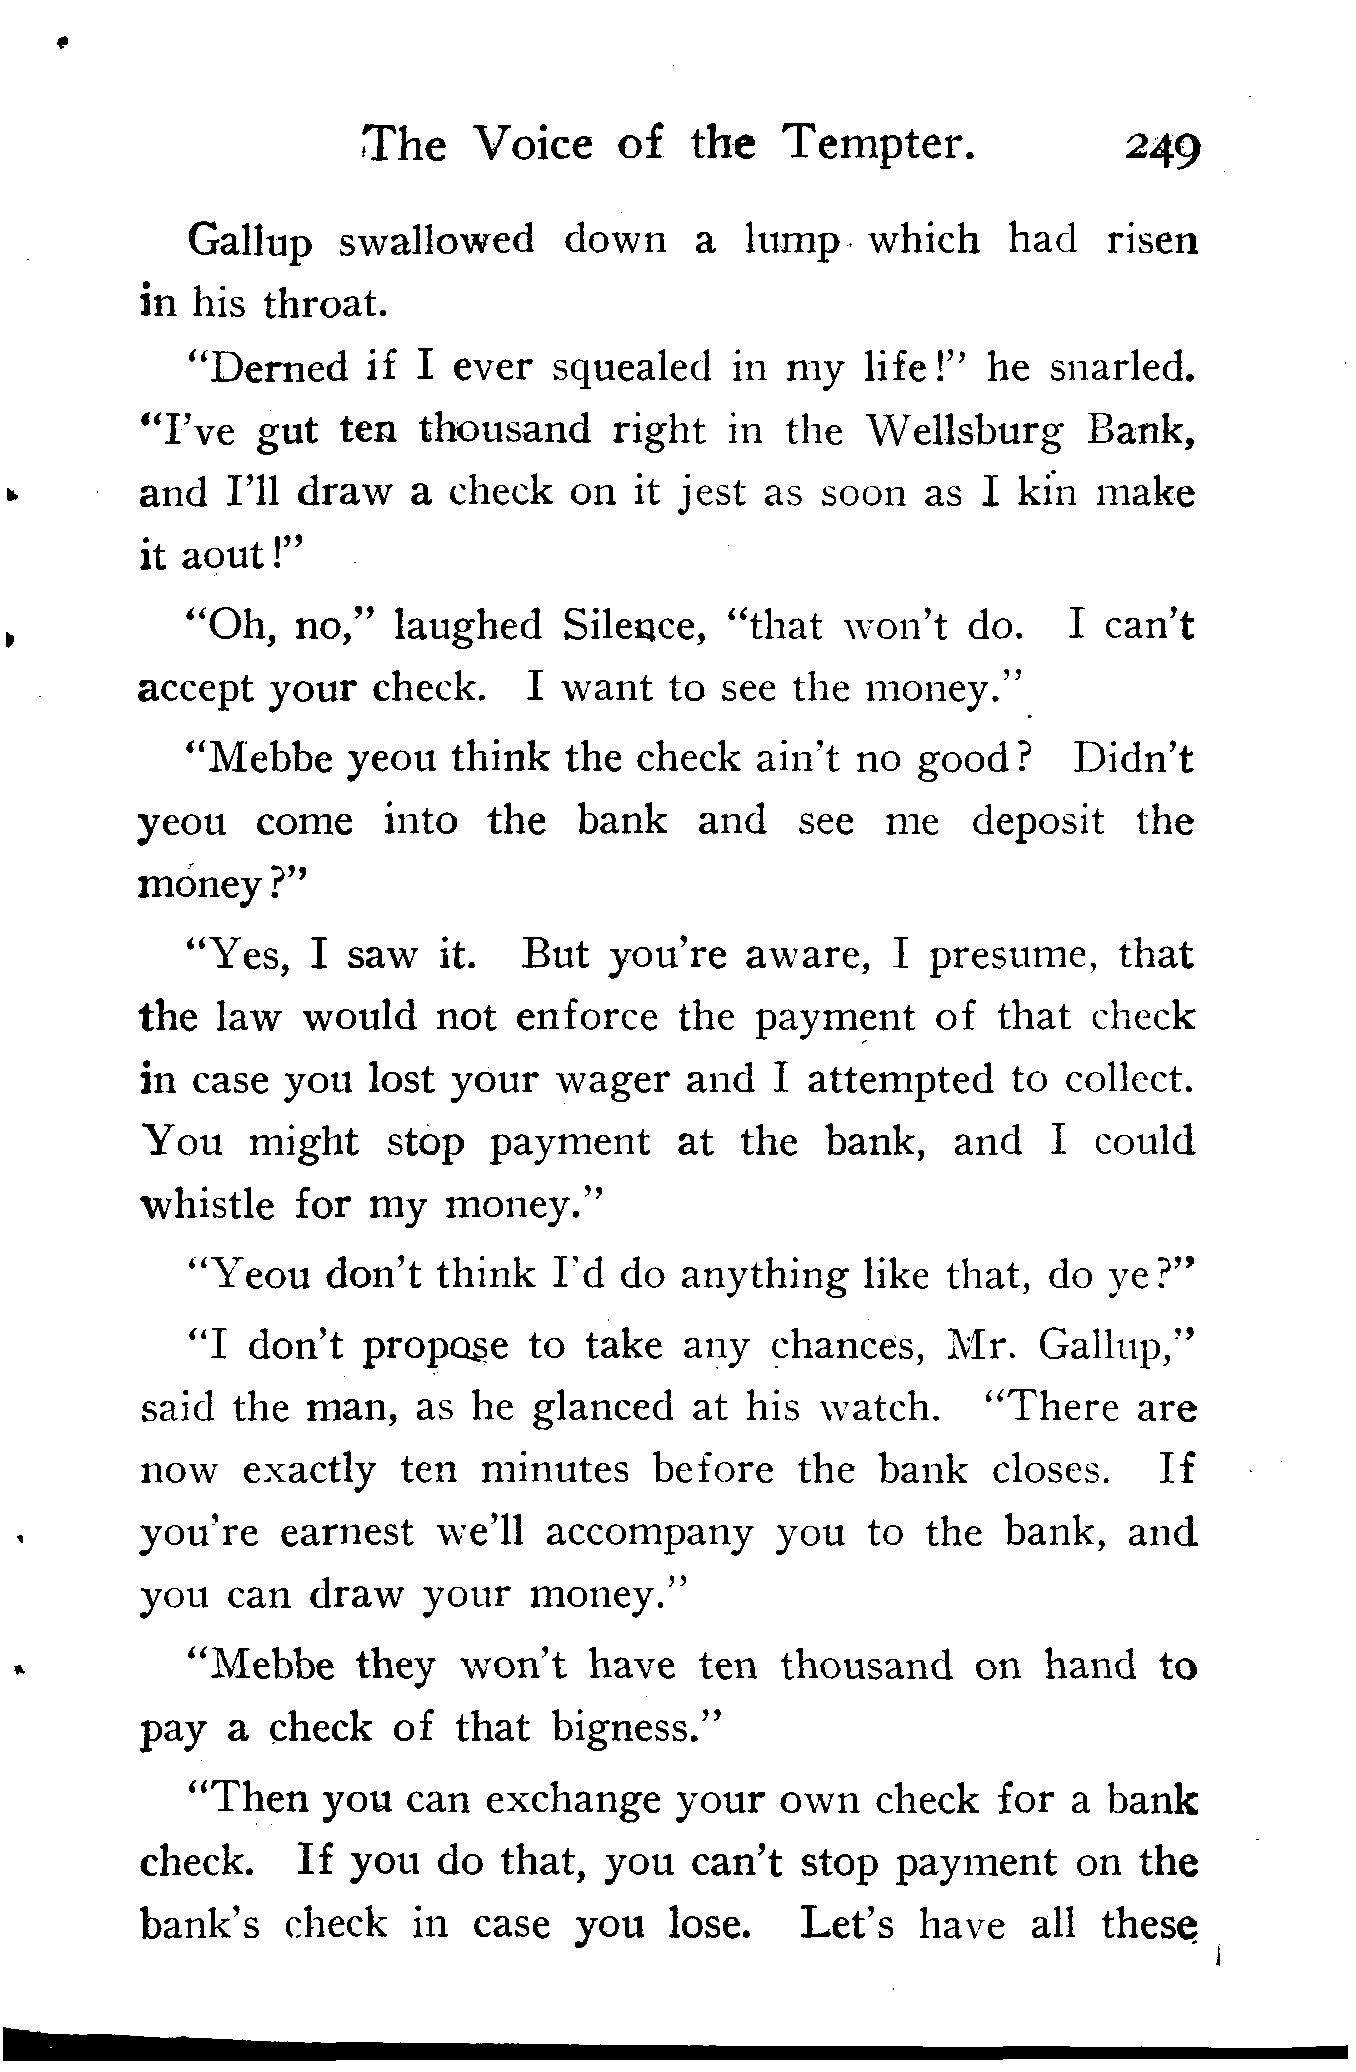 The Voice of the Tempter. 249
Gallup swallowed down a lump which had risen
in his throat.
"Derned if I ever squealed in my life!" he snarled.
"I've gut ten thousand right in the Wellsburg Bank,
and I'll draw a check on it jest as soon as I kin make
it aout!"
"Oh, no," laughed Silence, "that won't do. I can't
accept your check. I want to see the money."
"Mebbe yeou think the check ain't no good? Didn't
yeou come into the bank and see me deposit the
money?"
"Yes, I saw it. But you're aware, I presume, that
the law would not enforce the payment of that check
in case you lost your wager and I attempted to collect.
You might stop payment at the bank, and I could
whistle for my money."
"Yeou don't think I'd do anything like that, do ye?"
"I don't propose to take any chances, Mr. Gallup,"
said the man, as he glanced at his watch. "There are
now exactly ten minutes before the bank closes. If
you're earnest we'll accompany you to the bank, and
you can draw your money."
"Mebbe they won't have ten thousand on hand to
pay a check of that bigness."
"Then you can exchange your own check for a bank
check. If you do that, you can't stop payment on the
bank's check in case you lose. Let's have all these